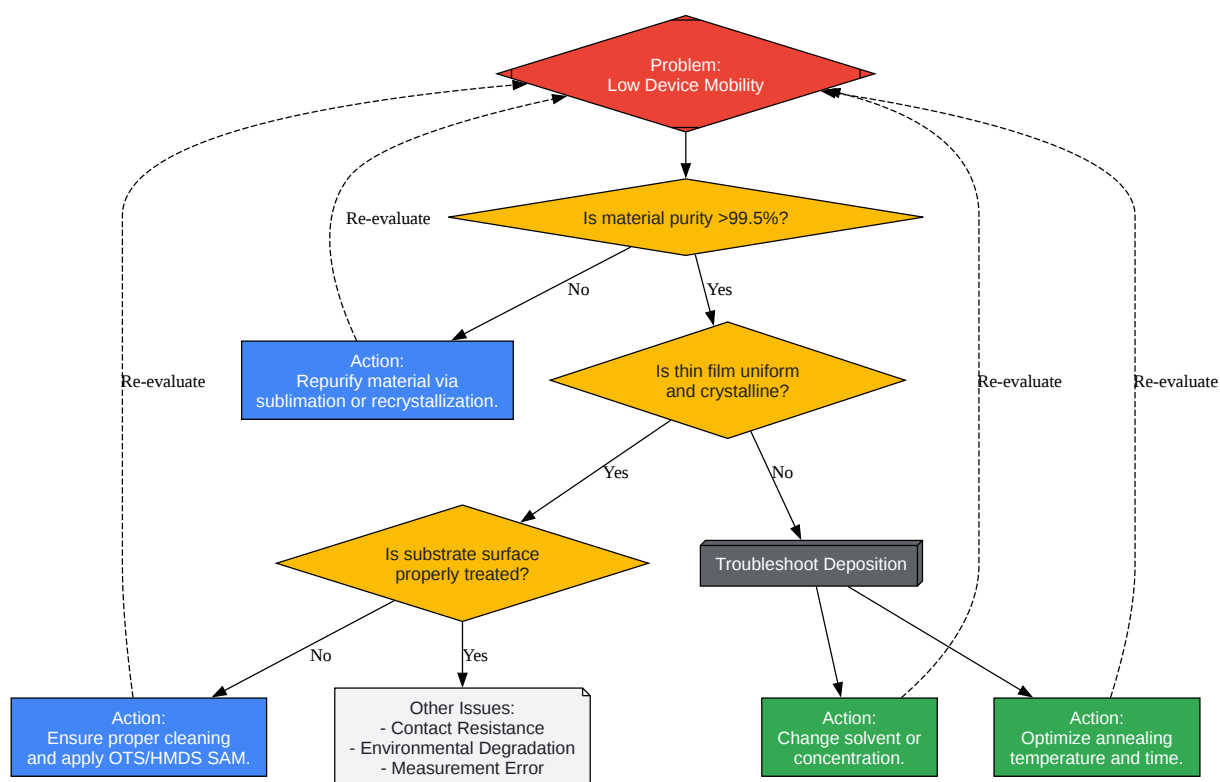 Problem:
Low Device Mobility
Is material purity >99.5%?
Re-evaluate
No
Yes
Action:
Repurify material via
sublimation or recrystallization.
Is thin film uniform
and crystalline?
Re-evaluate
Re-evaluate
Re-evaluate
Yes
No
Is substrate surface
properly treated?
Troubleshoot Deposition
No
Yes
Action:
Ensure proper cleaning
and apply OTS/HMDS SAM.
Other Issues:
- Contact Resistance
- Environmental Degradation
- Measurement Error
Action:
Change solvent or
concentration.
Action:
Optimize annealing
temperature and time.